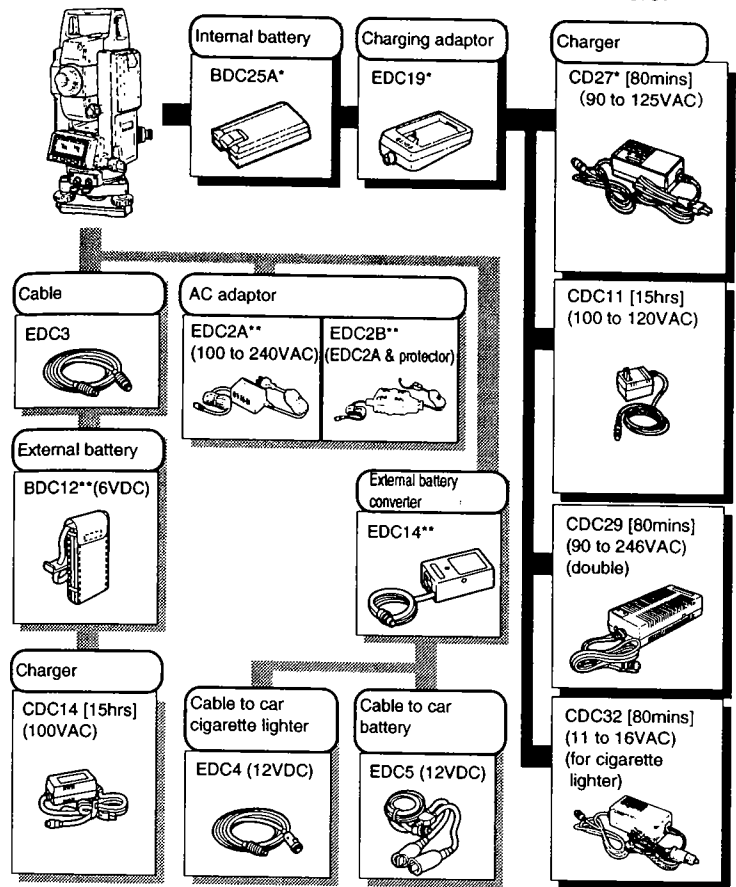 Internal battery
BDC25A*
Charging adaptor
EDC19*
Charger
CD27* [80mins]
(90 to 125VAC)
CDC11 [15hrs]
(100 to 120VAC)
CDC29 [80mins]
(90 to 246VAC)
(double)
CDC32 [80mins]
(11 to 16VAC)
(for cigarette
lighter)
Cable
EDC3
AC adaptor
EDC2A**
(100 to 240VAC)
EDC2B**
(EDC2A & protector)
External battery
BDC12**(6VDC)
External battery
converter
EDC14**
Charger
CDC14 [15hrs]
(100VAC)
Cable to car
cigarette lighter
EDC4 (12VDC)
Cable to car
battery
EDC5 (12VDC)